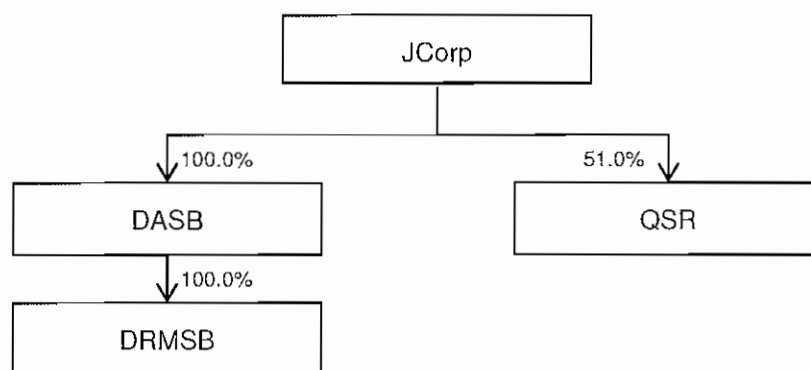 JCorp
100.0%
51.0%
DASB
QSR
100.0%
DRMSB